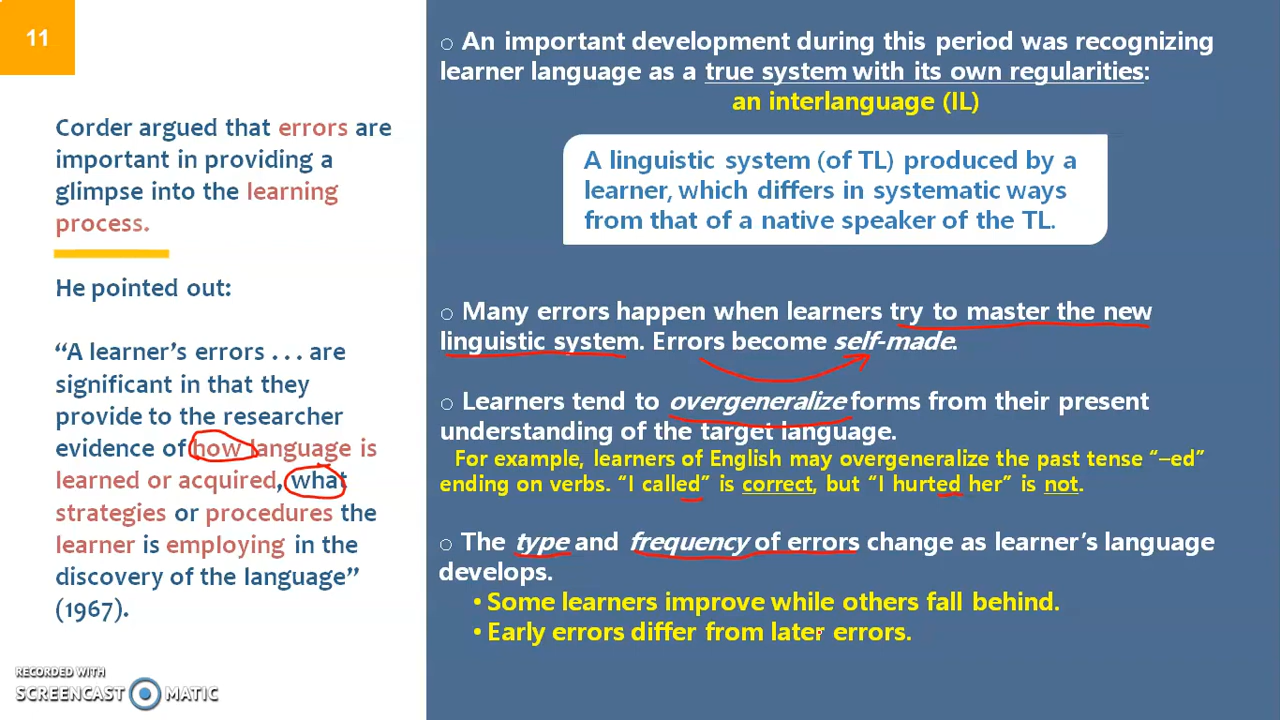 11
Corder argued that errors are
important in providing a
glimpse into the learning
process.
He pointed out:
“A learner’s errors . . . are
significant in that they
provide to the researcher
evidence of how language is
learned or acquired, what
strategies or procedures the
learner is employing in the
discovery of the language”
(1967).
RECORDED WITH
SCREENCAST MATIC
○ An important development during this period was recognizing
learner language as a true system with its own regularities:
an interlanguage (IL)
A linguistic system (of TL) produced by a
learner, which differs in systematic ways
from that of a native speaker of the TL.
○ Many errors happen when learners try to master the new
linguistic system. Errors become self-made.
○ Learners tend to overgeneralize forms from their present
understanding of the target language.
For example, learners of English may overgeneralize the past tense “–ed”
ending on verbs. “I called” is correct, but “I hurted her” is not.
○ The type and frequency of errors change as learner’s language
develops.
• Some learners improve while others fall behind.
• Early errors differ from later errors.